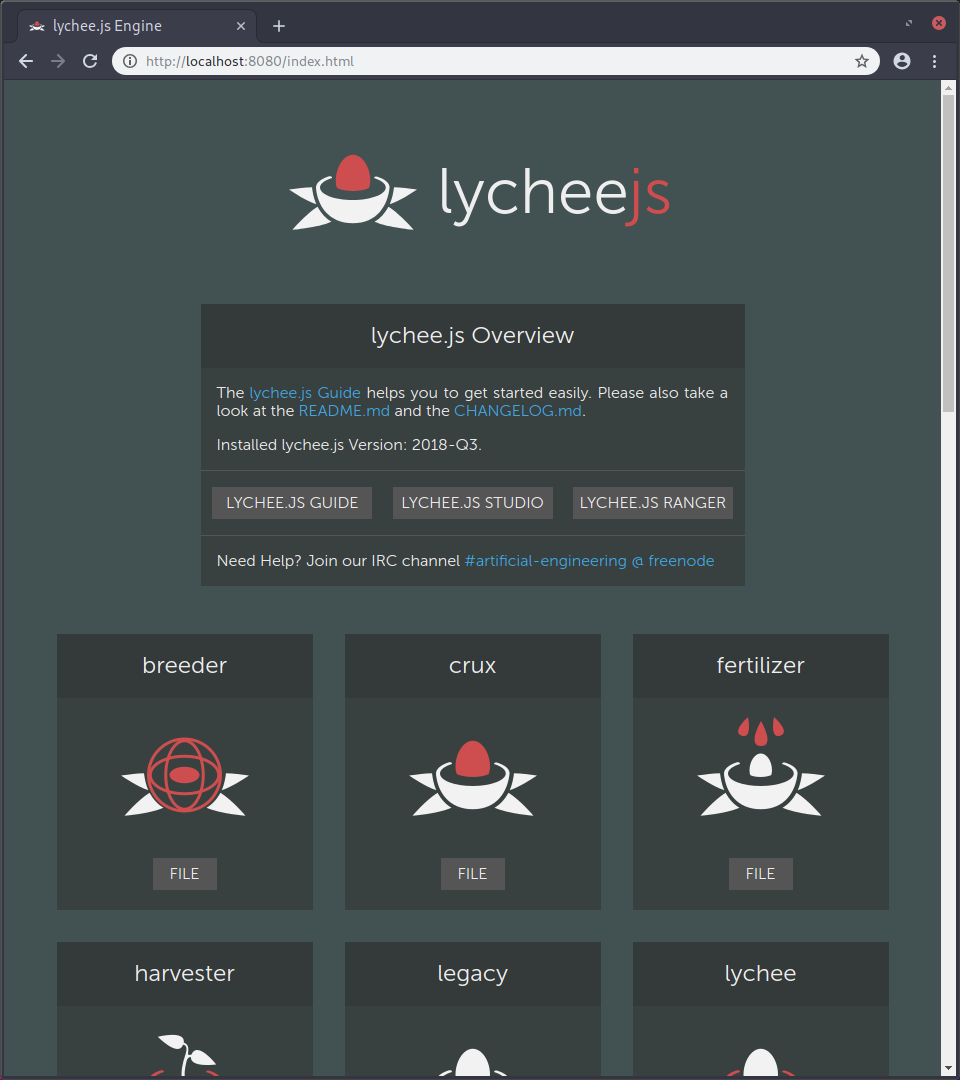 lychee.js Engine
http://localhost:8080/index.html
lycheejs
lychee.js Overview
The lychee.js Guide helps you to get started easily. Please also take a
look at the README.md and the CHANGELOG.md.
Installed lychee.js Version: 2018-Q3.
LYCHEE.JS GUIDE LYCHEE.JS STUDIO LYCHEE.JS RANGER
Need Help? Join our IRC channel #artificial-engineering @ freenode
breeder crux fertilizer
FILE FILE FILE
harvester legacy lychee